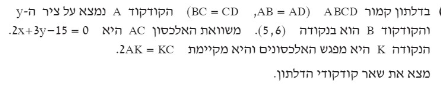 בדלתון קמור ABCD (AB = AD, BC = CD) הקודקוד A נמצא על ציר ה-y
והקודקוד B הוא בנקודה (5,6). משוואת האלכסון AC היא 2x+3y−15 = 0.
הנקודה K היא מפגש האלכסונים והיא מקיימת 2AK = KC.
מצא את שאר קודקודי הדלתון.